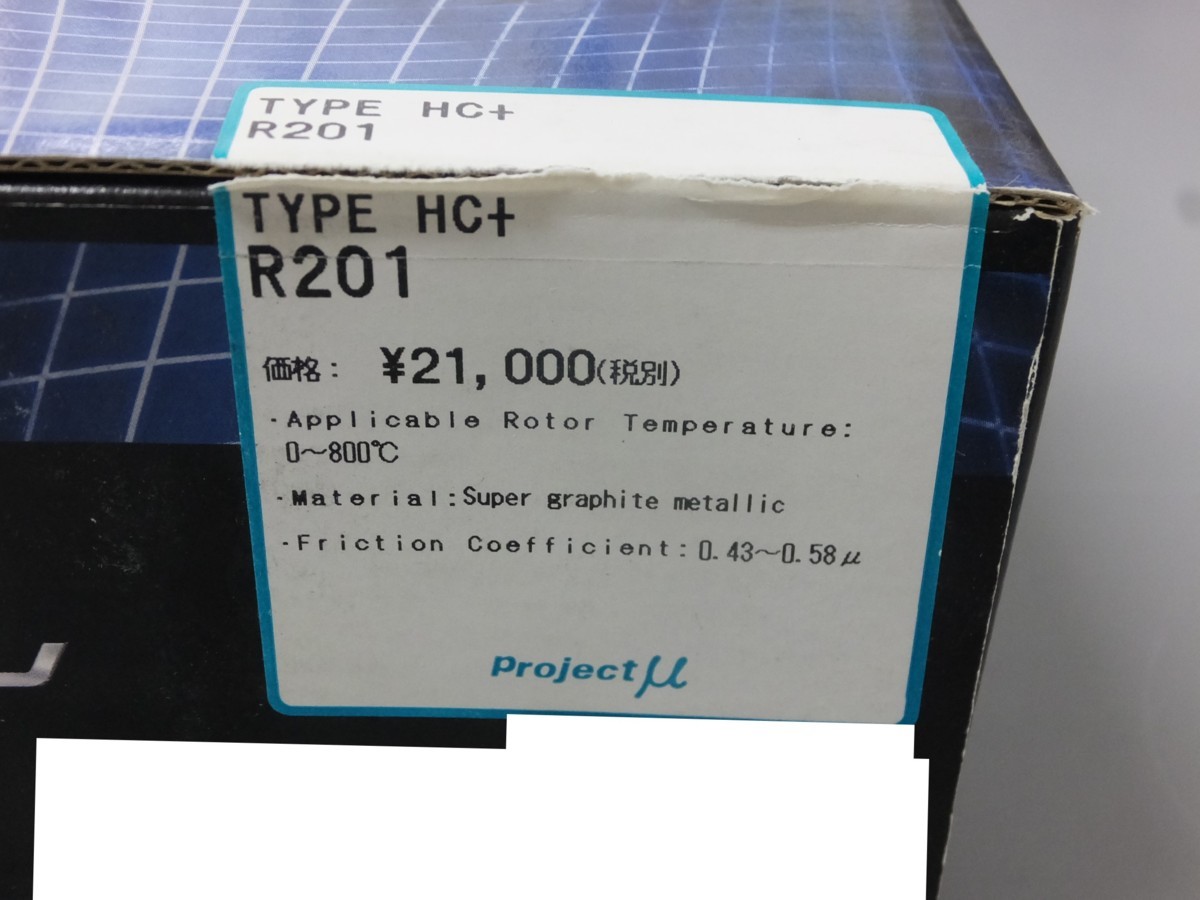 TYPE HC+
R201
TYPE HC+
R201
価格: ¥21,000(税別)
·Applicable Rotor Temperature:
0~800℃
·Material:Super graphite metallic
·Friction Coefficient:0.43~0.58μ
projectμ